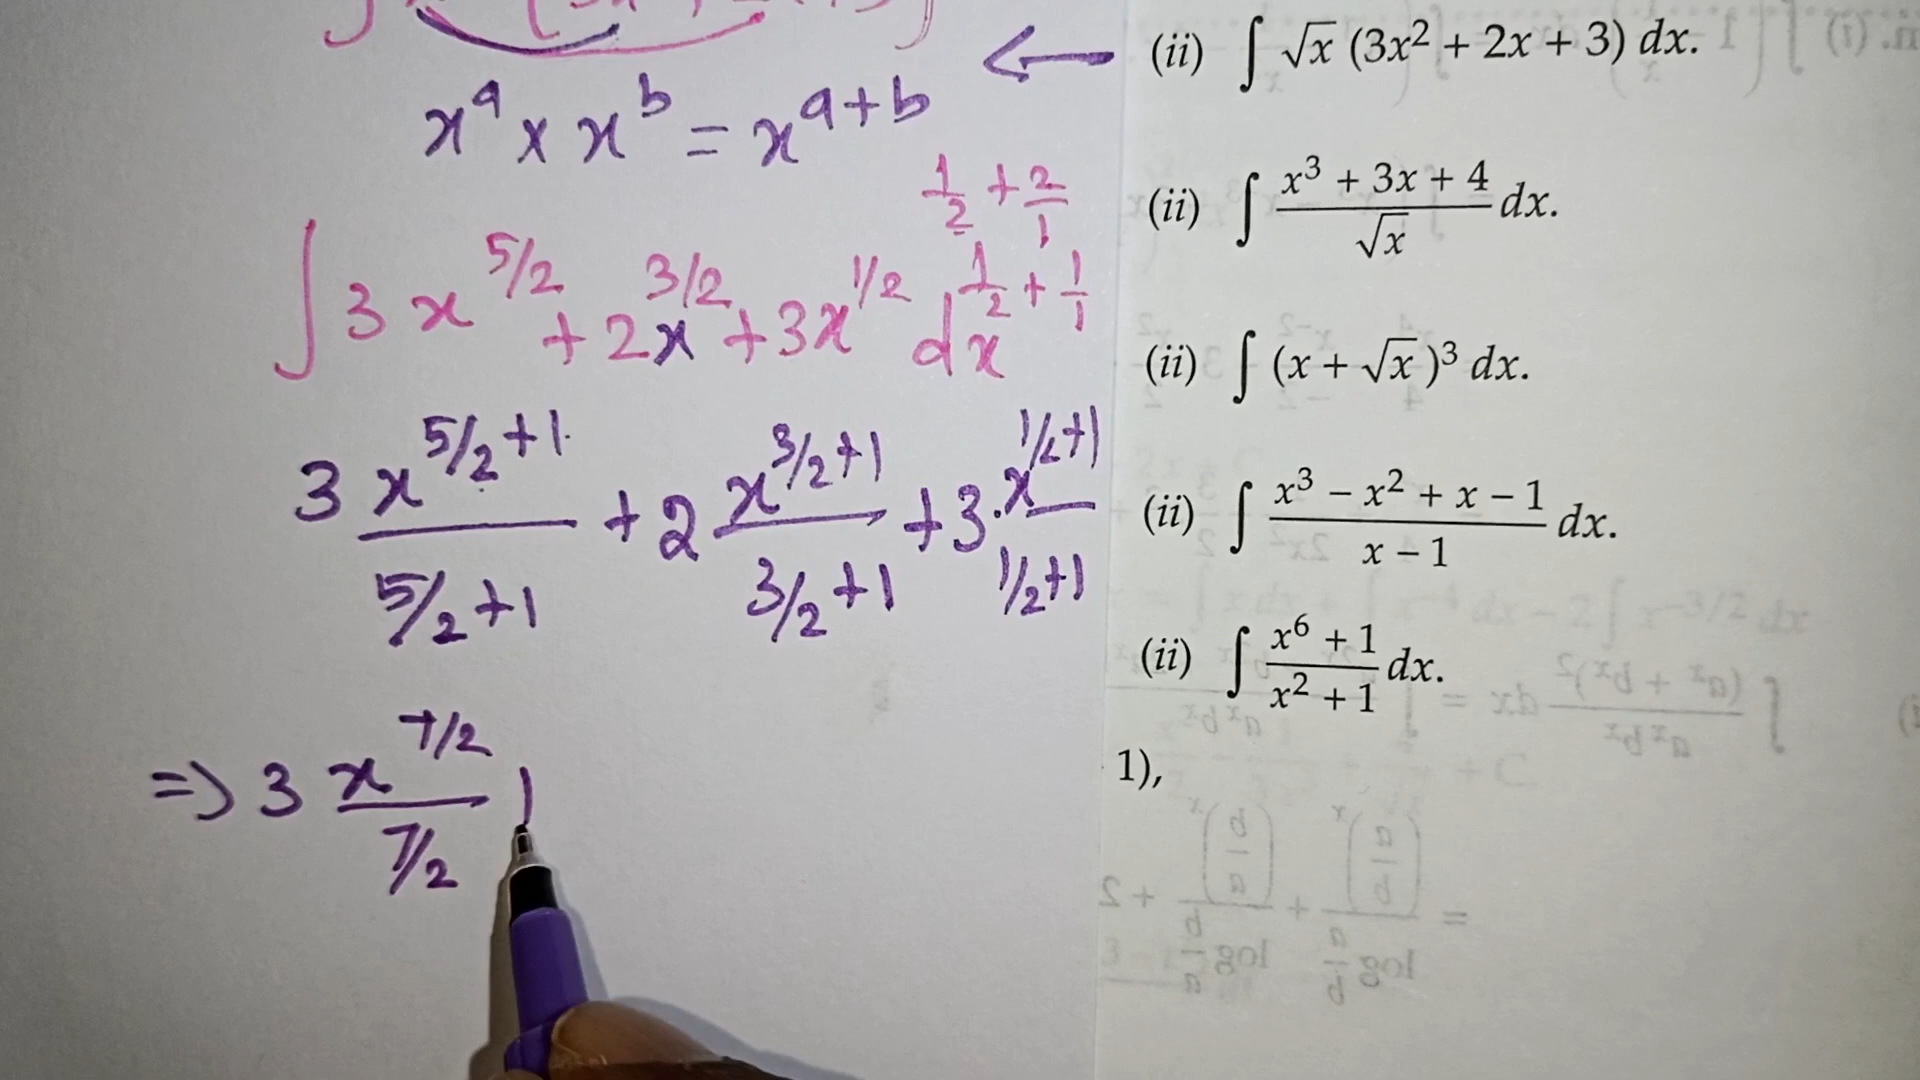 x^a × x^b = x^{a+b}
1/2 + 2/1
∫ 3x^{5/2} + 2x^{3/2} + 3x^{1/2} dx
1/2 + 1/1
3 x^{5/2+1} / (5/2+1) + 2 x^{3/2+1} / (3/2+1) + 3·x^{1/2+1} / (1/2+1)
⇒ 3 x^{7/2} / (7/2)
(ii) ∫ √x (3x² + 2x + 3) dx.
(ii) ∫ (x³ + 3x + 4) / √x dx.
(ii) ∫ (x + √x)³ dx.
(ii) ∫ (x³ − x² + x − 1) / (x − 1) dx.
(ii) ∫ (x⁶ + 1) / (x² + 1) dx.
1),